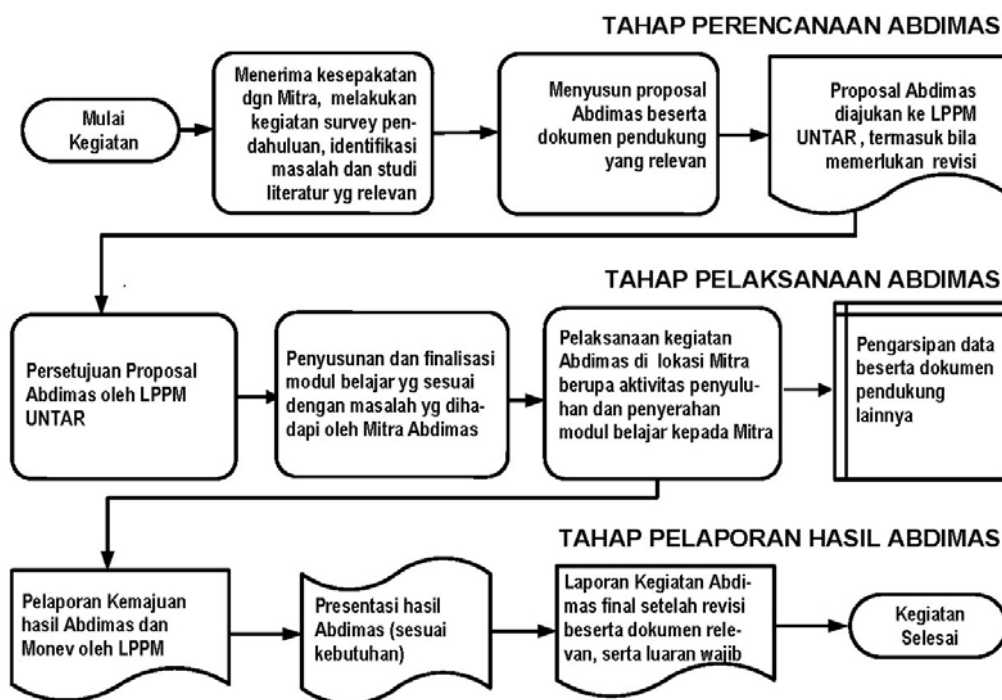 TAHAP PERENCANAAN ABDIMAS
Mulai
Kegiatan
Menerima kesepakatan
dgn Mitra, melakukan
kegiatan survey pen-
dahuluan, identifikasi
masalah dan studi
literatur yg relevan
Menyusun proposal
Abdimas beserta
dokumen pendukung
yang relevan
Proposal Abdimas
diajukan ke LPPM
UNTAR , termasuk bila
memerlukan revisi
TAHAP PELAKSANAAN ABDIMAS
Persetujuan Proposal
Abdimas oleh LPPM
UNTAR
Penyusunan dan finalisasi
modul belajar yg sesuai
dengan masalah yg diha-
dapi oleh Mitra Abdimas
Pelaksanaan kegiatan
Abdimas di lokasi Mitra
berupa aktivitas penyulu-
han dan penyerahan
modul belajar kepada Mitra
Pengarsipan data
beserta dokumen
pendukung
lainnya
TAHAP PELAPORAN HASIL ABDIMAS
Pelaporan Kemajuan
hasil Abdimas dan
Monev oleh LPPM
Presentasi hasil
Abdimas (sesuai
kebutuhan)
Laporan Kegiatan Abdi-
mas final setelah revisi
beserta dokumen rele-
van, serta luaran wajib
Kegiatan
Selesai